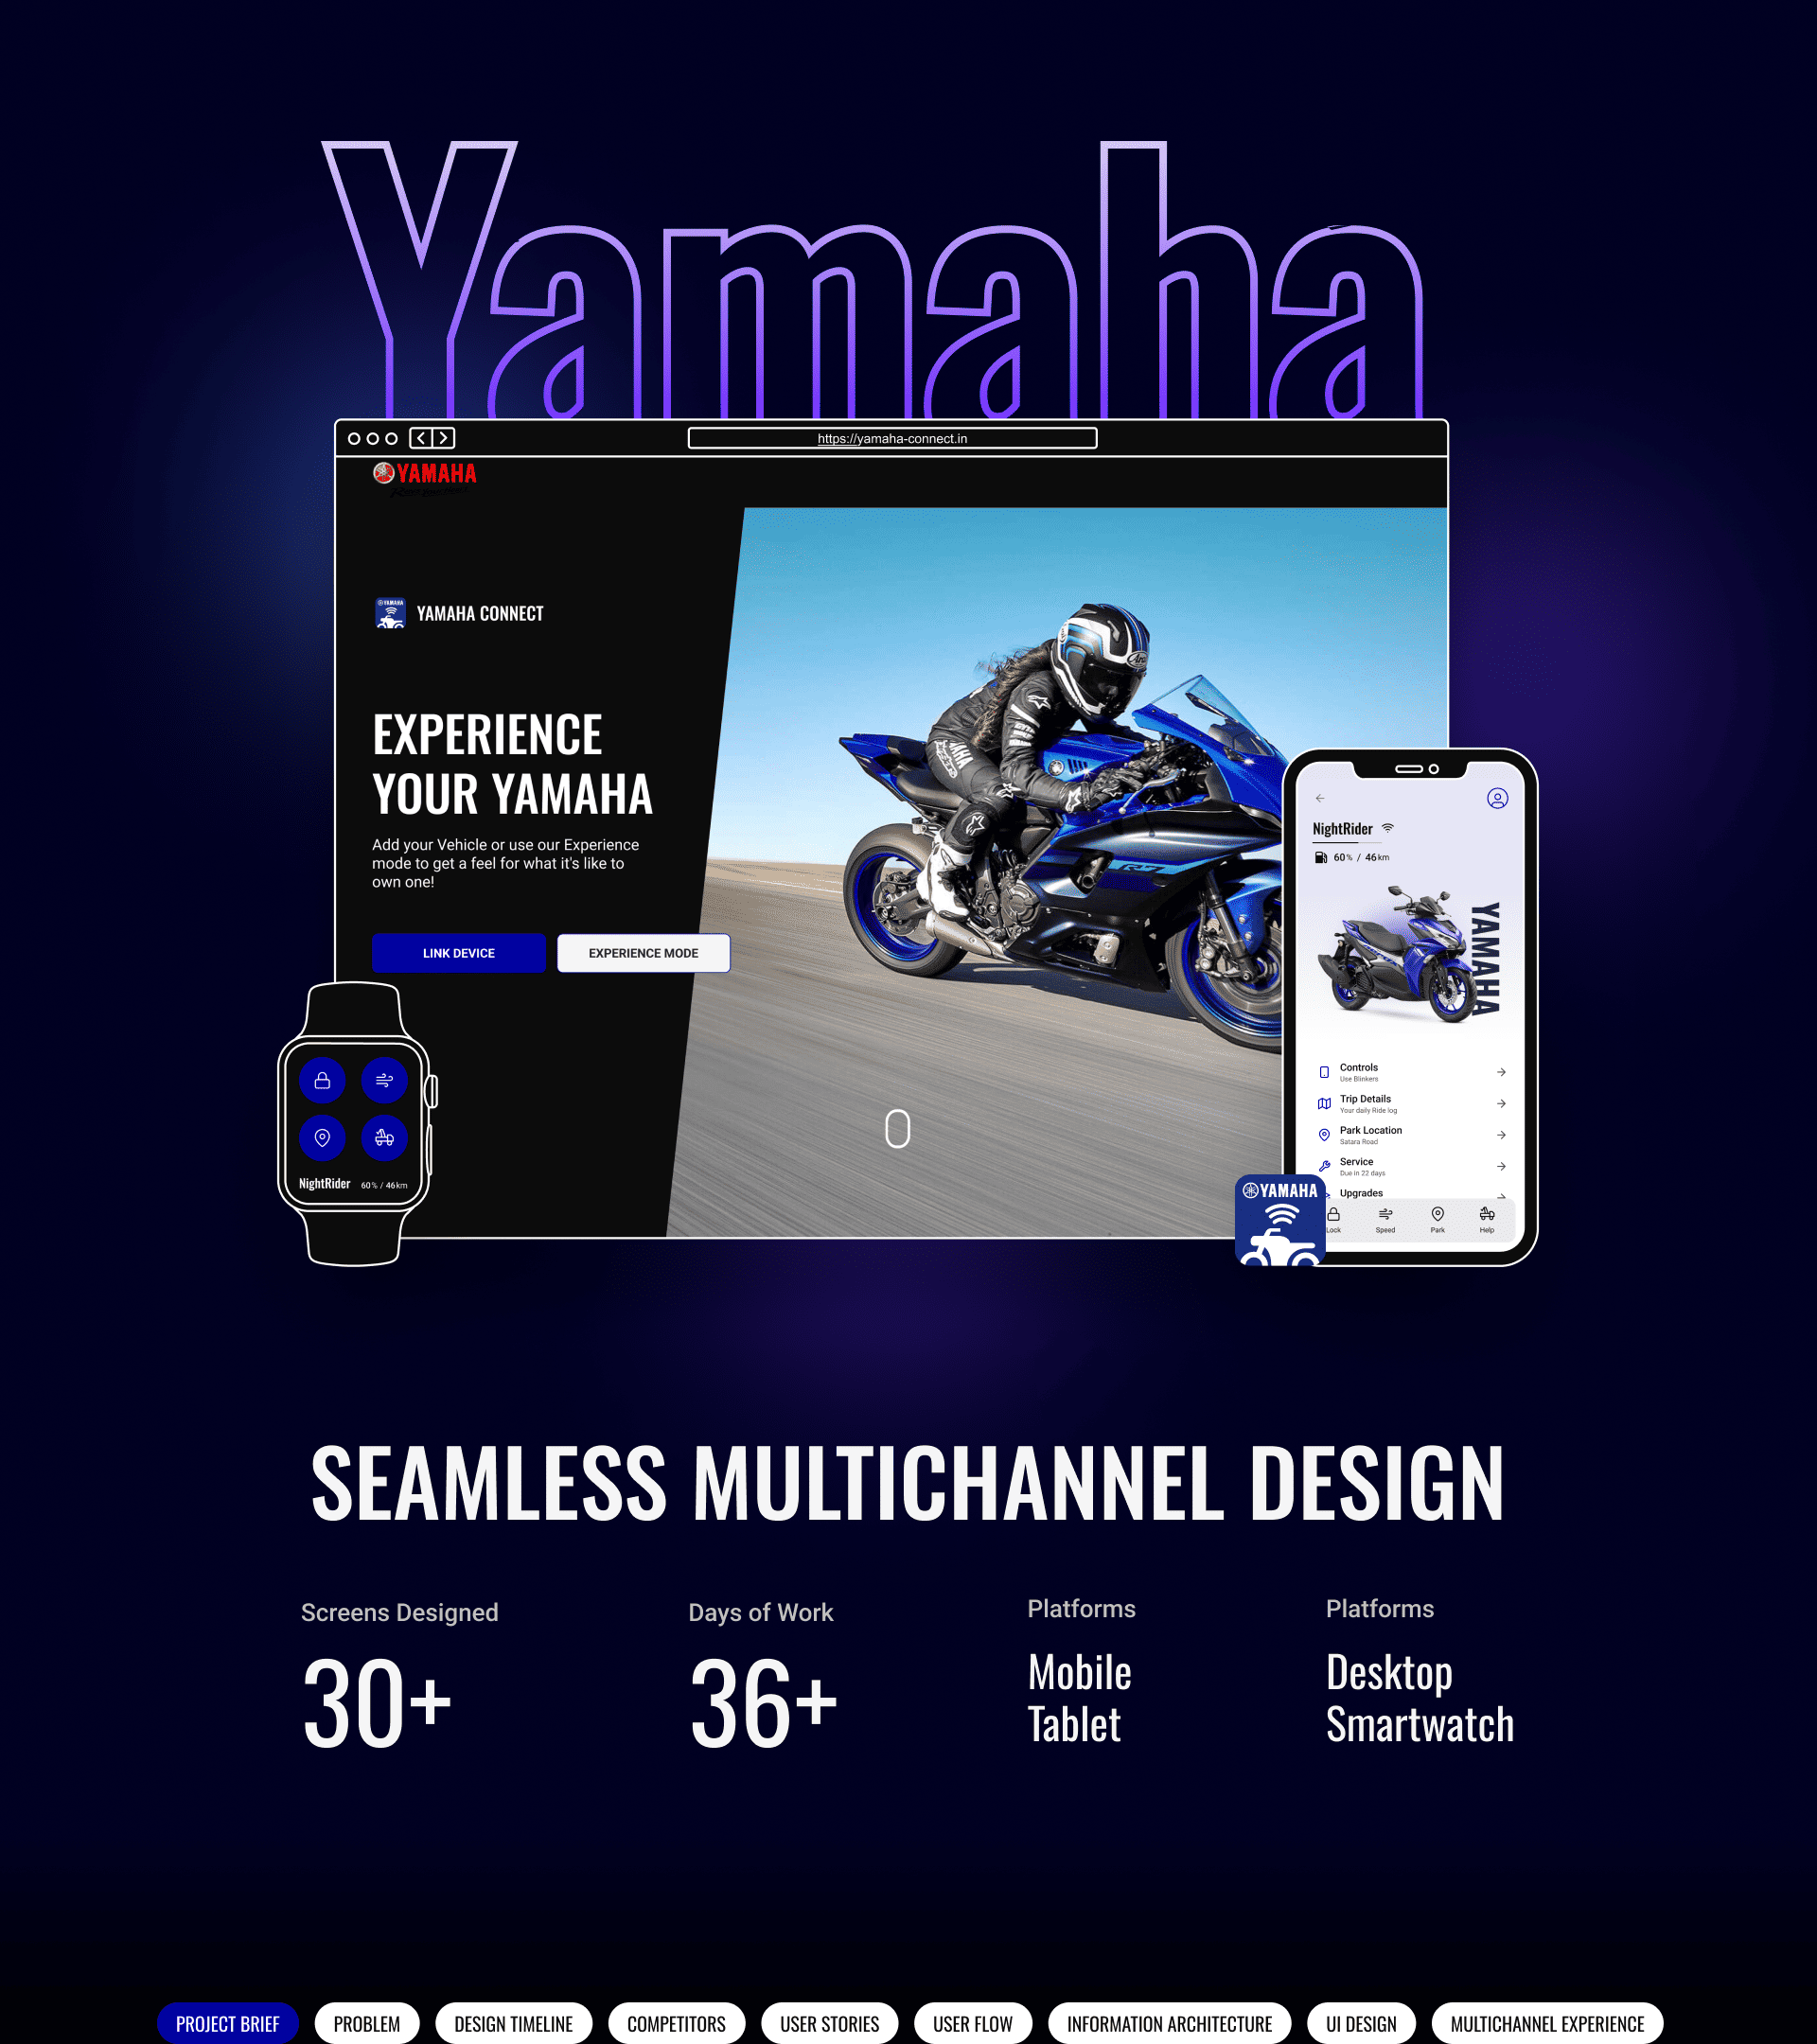 Yamaha
https://yamaha-connect.in
YAMAHA
YAMAHA
YAMAHA CONNECT
EXPERIENCE
YOUR YAMAHA
Add your Vehicle or use our Experience
mode to get a feel for what it's like to
own one!
LINK DEVICE
EXPERIENCE MODE
Arai
YAMAHA
NightRider
60% / 46km
NightRider
60% / 46km
YAMAHA
Controls
Use Blinkers
Trip Details
Your daily Ride log
Park Location
Satara Road
Service
Due in 22 days
Upgrades
Lock
Speed
Park
Help
YAMAHA
SEAMLESS MULTICHANNEL DESIGN
Screens Designed
30+
Days of Work
36+
Platforms
Mobile
Tablet
Platforms
Desktop
Smartwatch
PROJECT BRIEF
PROBLEM
DESIGN TIMELINE
COMPETITORS
USER STORIES
USER FLOW
INFORMATION ARCHITECTURE
UI DESIGN
MULTICHANNEL EXPERIENCE